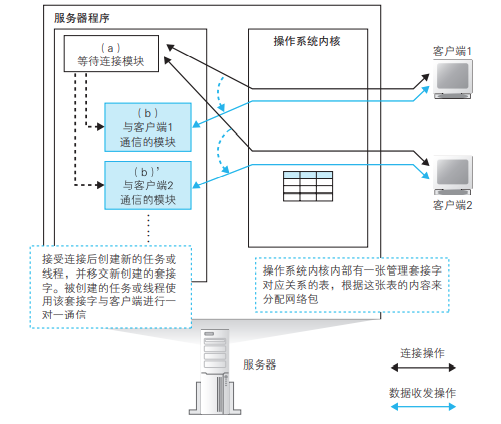 服务器程序
(a)
等待连接模块
操作系统内核
客户端1
(b)
与客户端1
通信的模块
(b)'
与客户端2
通信的模块
客户端2
接受连接后创建新的任务或
线程，并移交新创建的套接
字。被创建的任务或线程使
用该套接字与客户端进行一
对一通信
操作系统内核内部有一张管理套接字
对应关系的表，根据这张表的内容来
分配网络包
服务器
连接操作
数据收发操作